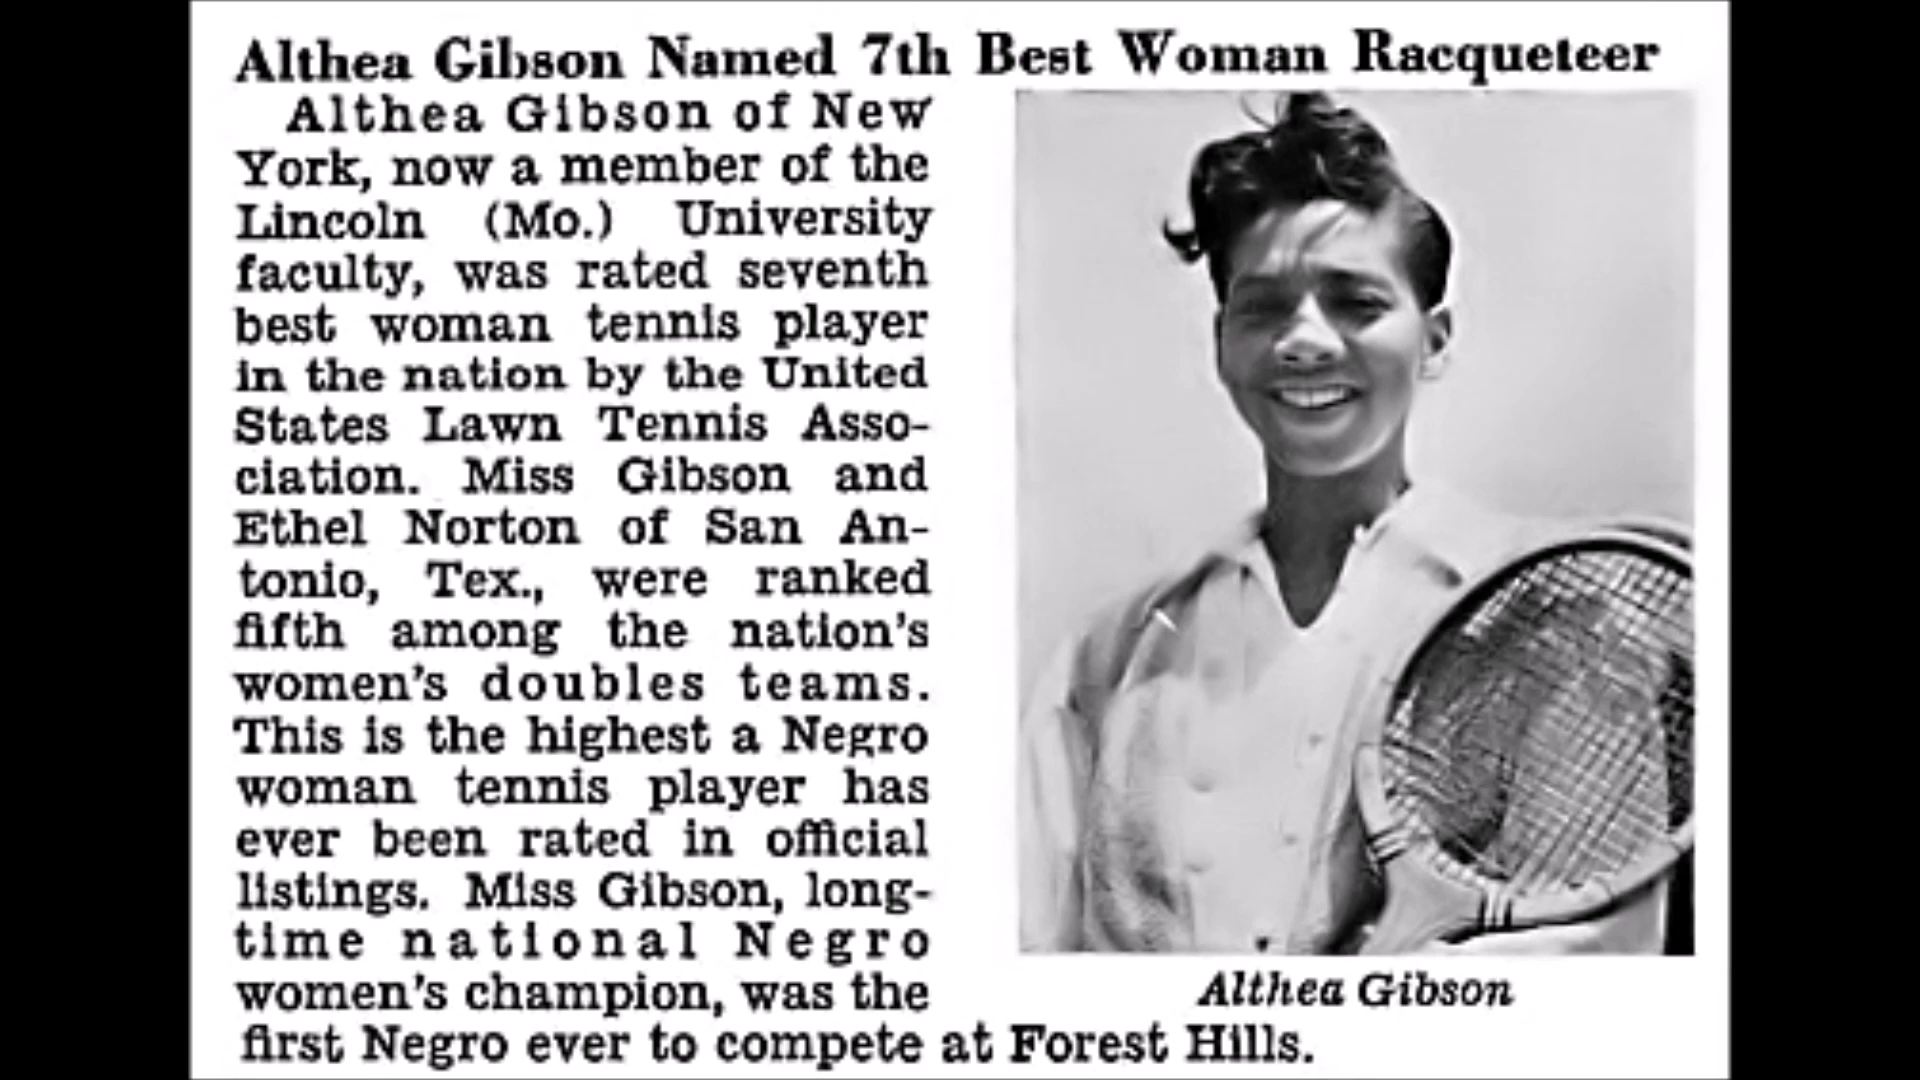 Althea Gibson Named 7th Best Woman Racqueteer
Althea Gibson of New
York, now a member of the
Lincoln (Mo.) University
faculty, was rated seventh
best woman tennis player
in the nation by the United
States Lawn Tennis Asso-
ciation. Miss Gibson and
Ethel Norton of San An-
tonio, Tex., were ranked
fifth among the nation's
women's doubles teams.
This is the highest a Negro
woman tennis player has
ever been rated in official
listings. Miss Gibson, long-
time national Negro
women's champion, was the
first Negro ever to compete at Forest Hills.
Althea Gibson